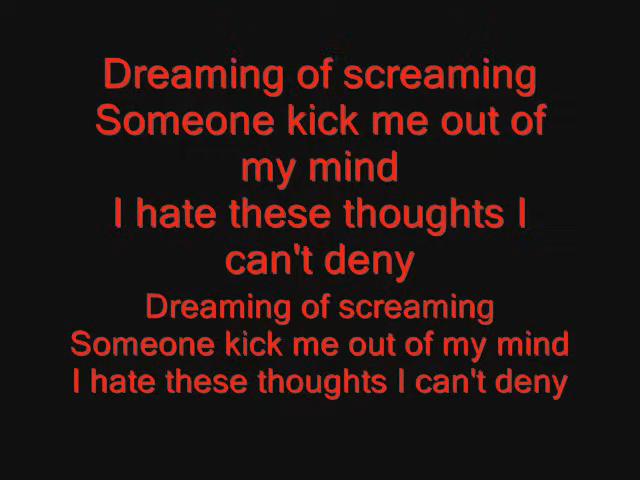 Dreaming of screaming
Someone kick me out of
my mind
I hate these thoughts I
can't deny
Dreaming of screaming
Someone kick me out of my mind
I hate these thoughts I can't deny